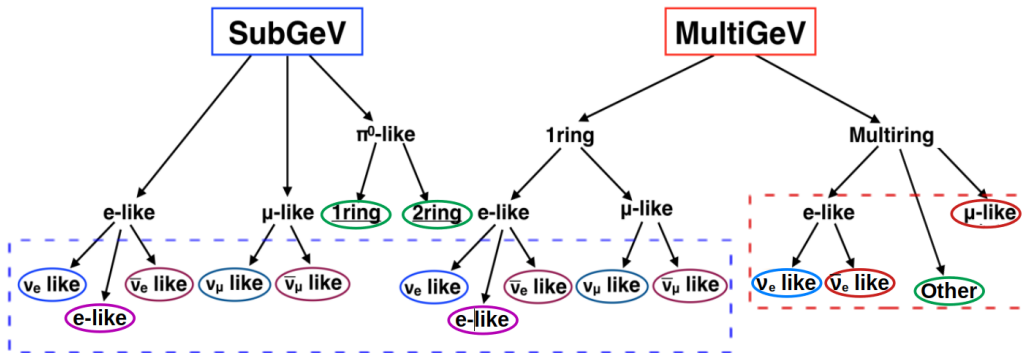 SubGeV
MultiGeV
π⁰-like
1ring
Multiring
e-like
μ-like
1ring
2ring
e-like
μ-like
e-like
μ-like
νe like
ν̅e like
νμ like
ν̅μ like
νe like
ν̅e like
νμ like
ν̅μ like
νe like
ν̅e like
Other
e-like
e-like